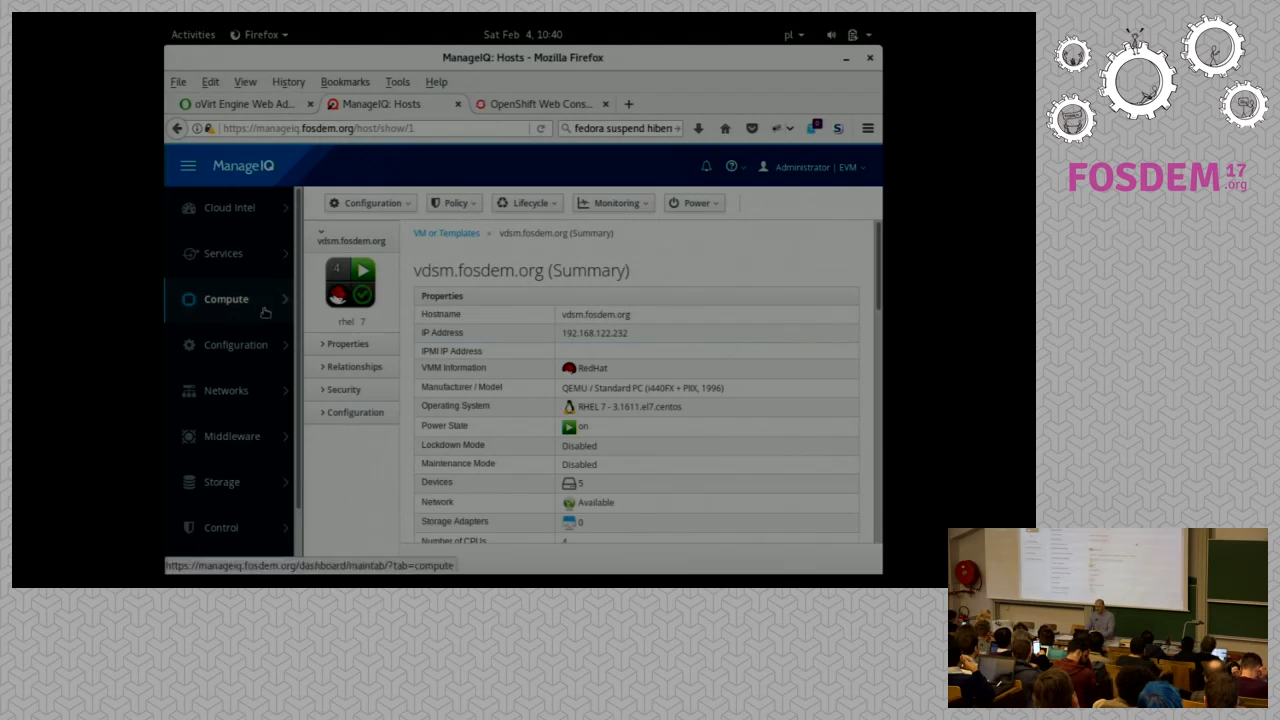 Activities Firefox Sat Feb 4, 10:40 pl
ManageIQ: Hosts - Mozilla Firefox
File Edit View History Bookmarks Tools Help
oVirt Engine Web Ad... ManageIQ: Hosts OpenShift Web Cons...
https://manageiq.fosdem.org/host/show/1 fedora suspend hiben
ManageIQ Administrator | EVM
Cloud Intel
Services
Compute
Configuration
Networks
Middleware
Storage
Control
Configuration Policy Lifecycle Monitoring Power
vdsm.fosdem.org
4
rhel 7
Properties
Relationships
Security
Configuration
VM or Templates » vdsm.fosdem.org (Summary)
vdsm.fosdem.org (Summary)
Properties
Hostname vdsm.fosdem.org
IP Address 192.168.122.232
IPMI IP Address
VMM Information RedHat
Manufacturer / Model QEMU / Standard PC (i440FX + PIIX, 1996)
Operating System RHEL 7 - 3.1611.el7.centos
Power State on
Lockdown Mode Disabled
Maintenance Mode Disabled
Devices 5
Network Available
Storage Adapters 0
Number of CPUs 4
https://manageiq.fosdem.org/dashboard/maintab/?tab=compute
FOSDEM 17
.org